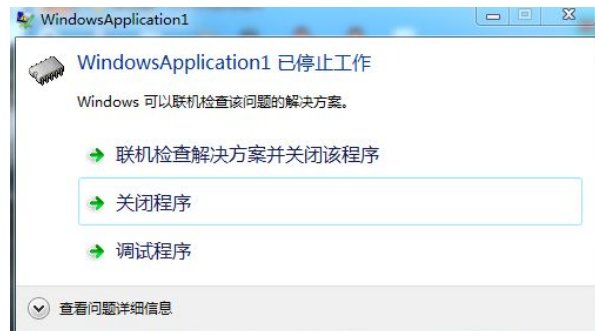 WindowsApplication1
WindowsApplication1 已停止工作
Windows 可以联机检查该问题的解决方案。
联机检查解决方案并关闭该程序
关闭程序
调试程序
查看问题详细信息